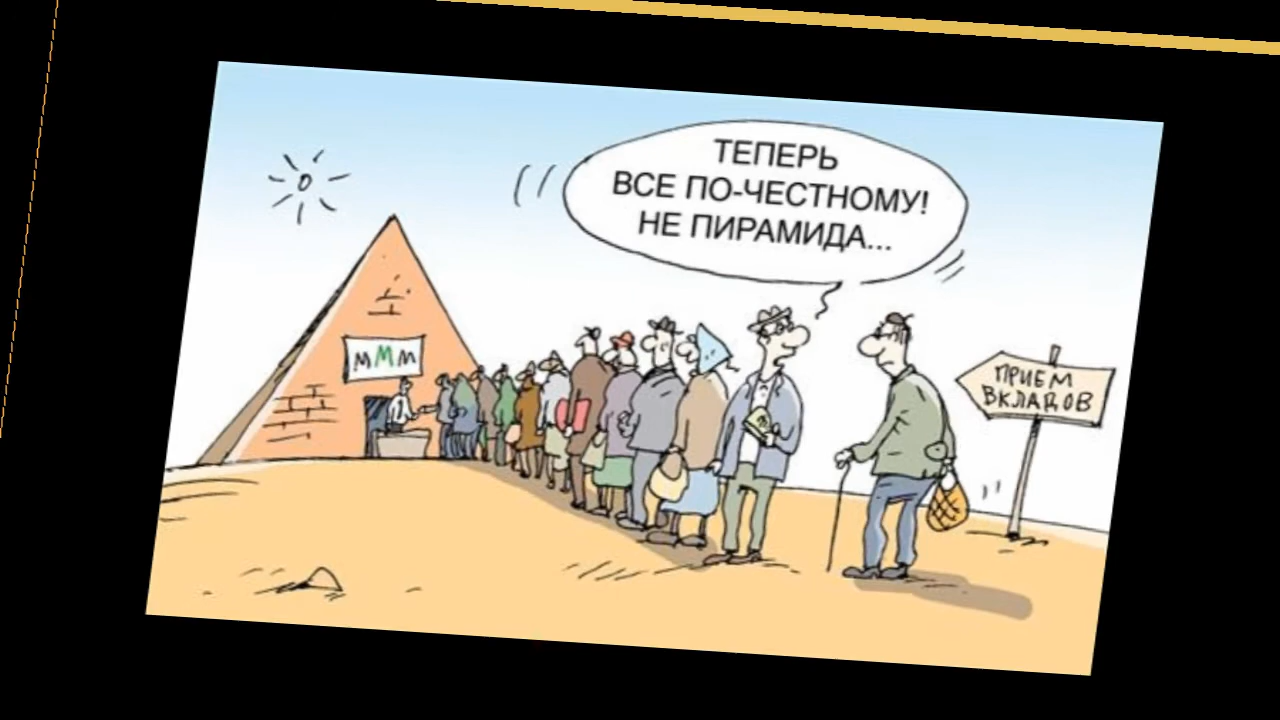 ТЕПЕРЬ
ВСЕ ПО-ЧЕСТНОМУ!
НЕ ПИРАМИДА...
МММ
ПРИЕМ
ВКЛАДОВ